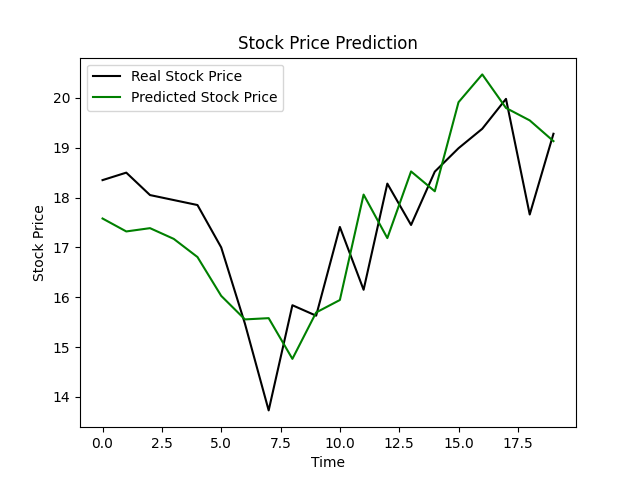 Stock Price Prediction
Real Stock Price
Predicted Stock Price
20
19
18
17
16
15
14
Stock Price
0.0 2.5 5.0 7.5 10.0 12.5 15.0 17.5
Time